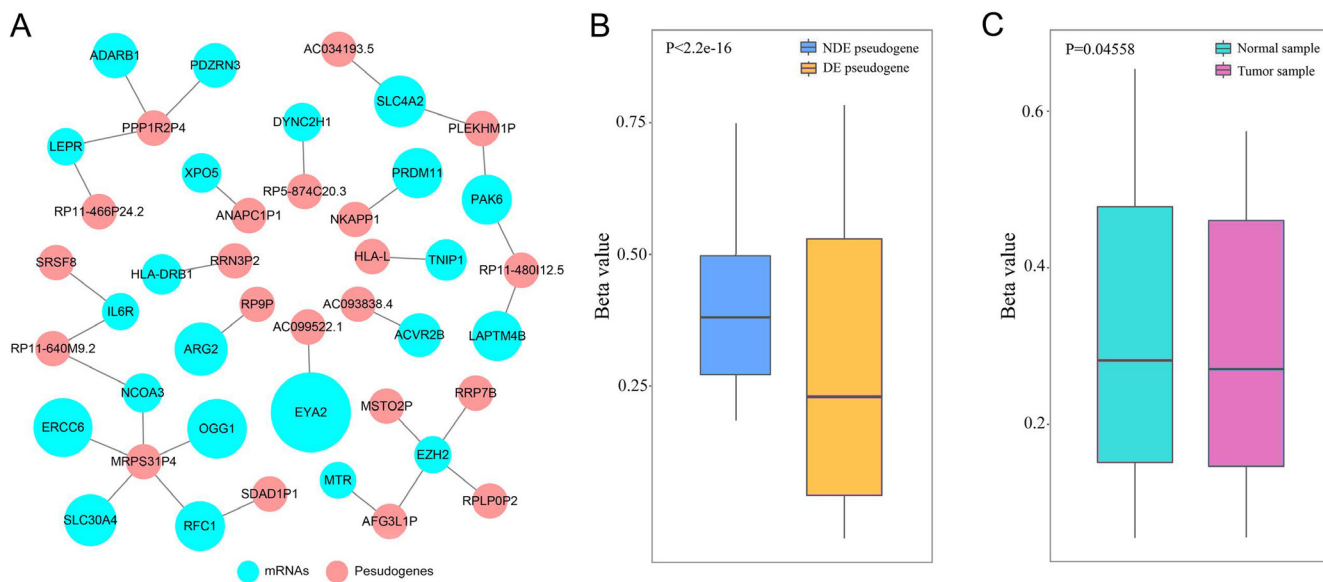 A
ADARB1
PDZRN3
PPP1R2P4
LEPR
RP11-466P24.2
AC034193.5
SLC4A2
PLEKHM1P
DYNC2H1
XPO5
RP5-874C20.3
ANAPC1P1
PRDM11
NKAPP1
PAK6
RP11-480I12.5
LAPTM4B
SRSF8
HLA-DRB1
RRN3P2
HLA-L
TNIP1
IL6R
RP11-640M9.2
RP9P
ARG2
AC099522.1
AC093838.4
ACVR2B
EYA2
NCOA3
ERCC6
OGG1
MRPS31P4
SLC30A4
RFC1
SDAD1P1
MSTO2P
RRP7B
EZH2
MTR
AFG3L1P
RPLP0P2
mRNAs
Pesudogenes
B
P<2.2e-16
NDE pseudogene
DE pseudogene
Beta value
0.75
0.50
0.25
C
P=0.04558
Normal sample
Tumor sample
Beta value
0.6
0.4
0.2